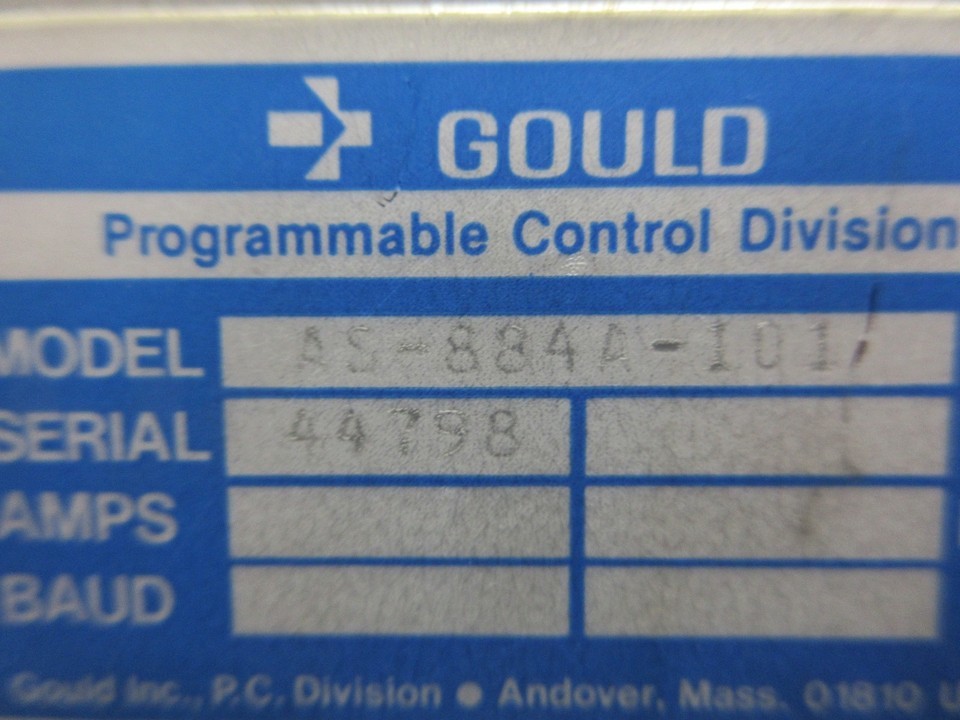 GOULD
Programmable Control Division
MODEL AS-884A-101
SERIAL 44798
AMPS
BAUD
Gould Inc., P.C. Division ● Andover, Mass. 01810 U